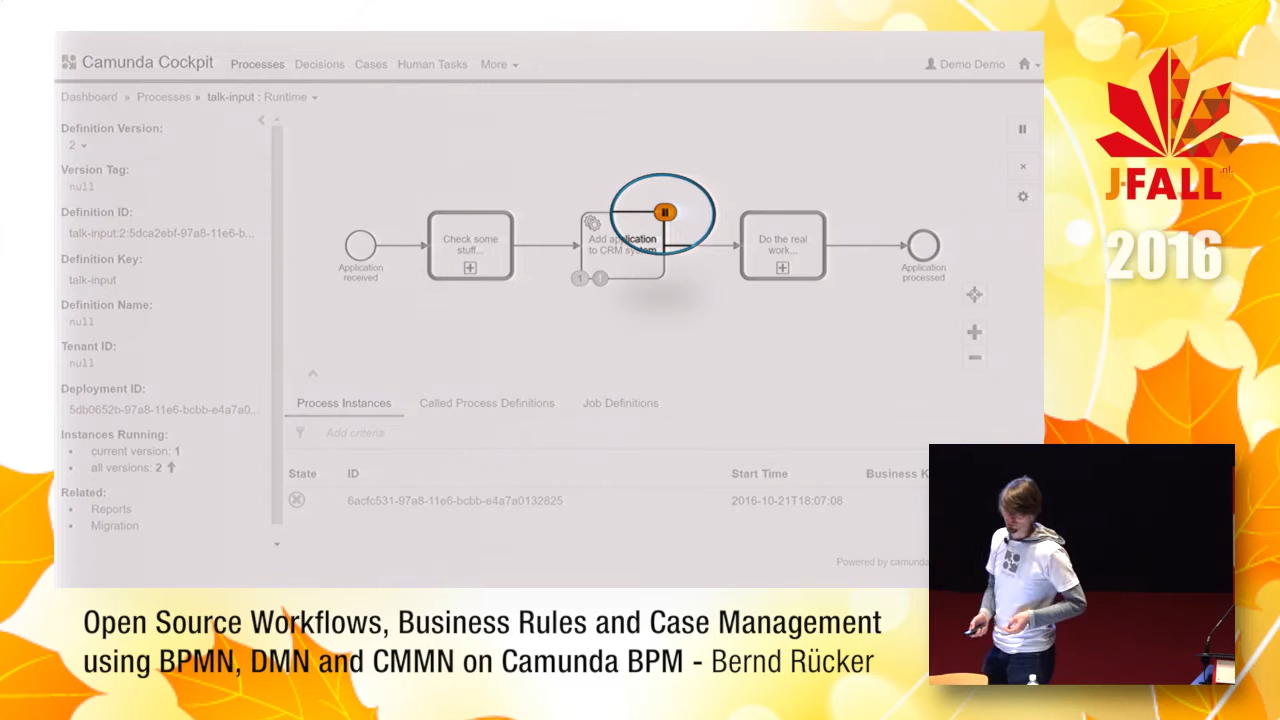 Camunda Cockpit Processes Decisions Cases Human Tasks More Demo Demo
Dashboard » Processes » talk-input : Runtime
Definition Version:
2
Version Tag:
null
Definition ID:
talk-input:2:5dca2ebf-97a8-11e6-b...
Definition Key:
talk-input
Definition Name:
null
Tenant ID:
null
Deployment ID:
5db0652b-97a8-11e6-bcbb-e4a7a0...
Instances Running:
current version: 1
all versions: 2
Related:
Reports
Migration
Application
received
Check some
stuff...
Add application
to CRM system
1 !
Do the real
work...
Application
processed
Process Instances Called Process Definitions Job Definitions
Add criteria
State ID Start Time Business K
6acfc531-97a8-11e6-bcbb-e4a7a0132825 2016-10-21T18:07:08
Powered by camunda
J-FALL.nl
2016
Open Source Workflows, Business Rules and Case Management
using BPMN, DMN and CMMN on Camunda BPM - Bernd Rücker